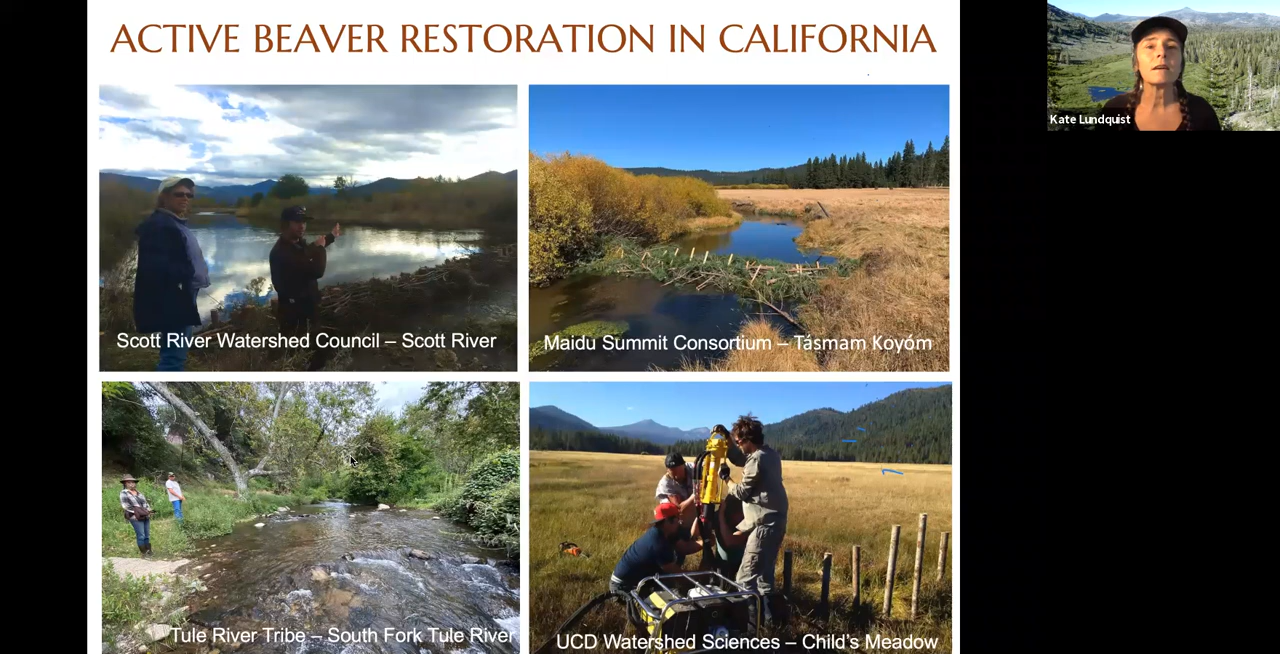 ACTIVE BEAVER RESTORATION IN CALIFORNIA
Kate Lundquist
Scott River Watershed Council – Scott River
Maidu Summit Consortium – Tásmam Koyóm
Tule River Tribe – South Fork Tule River
UCD Watershed Sciences – Child's Meadow